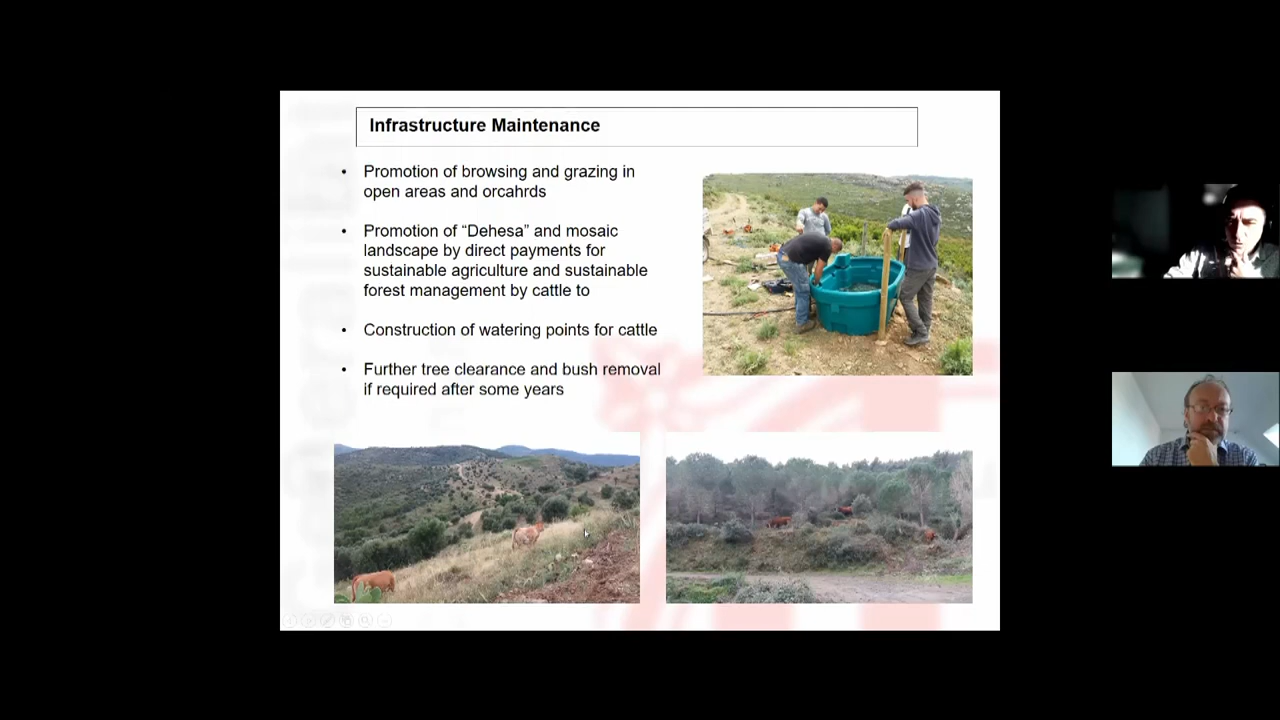 Infrastructure Maintenance
• Promotion of browsing and grazing in
open areas and orcahrds
• Promotion of “Dehesa” and mosaic
landscape by direct payments for
sustainable agriculture and sustainable
forest management by cattle to
• Construction of watering points for cattle
• Further tree clearance and bush removal
if required after some years